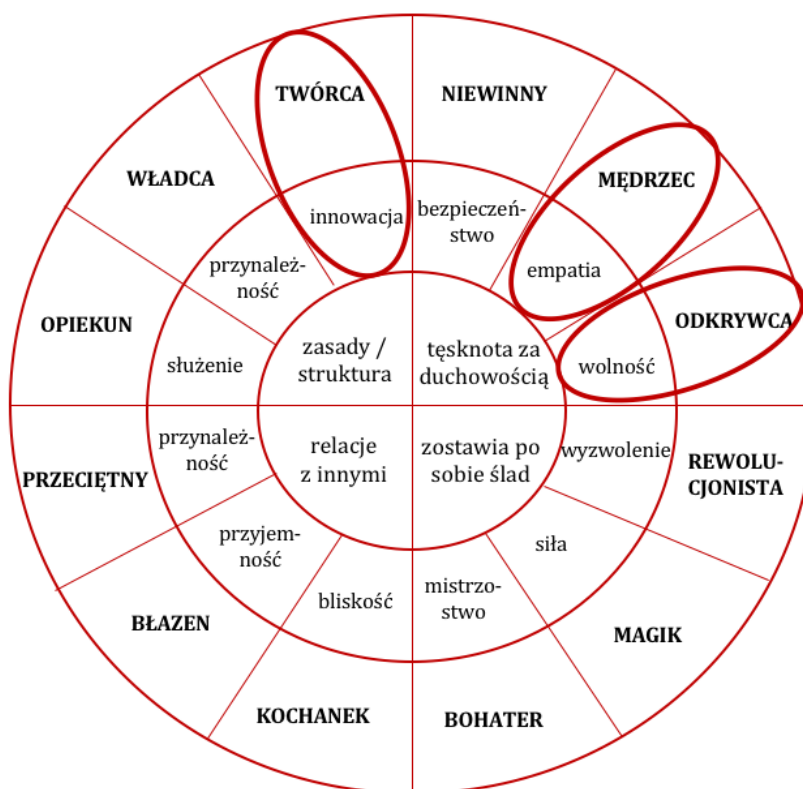 TWÓRCA
NIEWINNY
WŁADCA
MĘDRZEC
innowacja
bezpieczeń-
stwo
przynależ-
ność
empatia
OPIEKUN
ODKRYWCA
służenie
zasady /
struktura
tęsknota za
duchowością
wolność
PRZECIĘTNY
przynależ-
ność
relacje
z innymi
zostawia po
sobie ślad
wyzwolenie
REWOLU-
CJONISTA
przyjem-
ność
siła
bliskość
mistrzo-
stwo
BŁAZEN
MAGIK
KOCHANEK
BOHATER